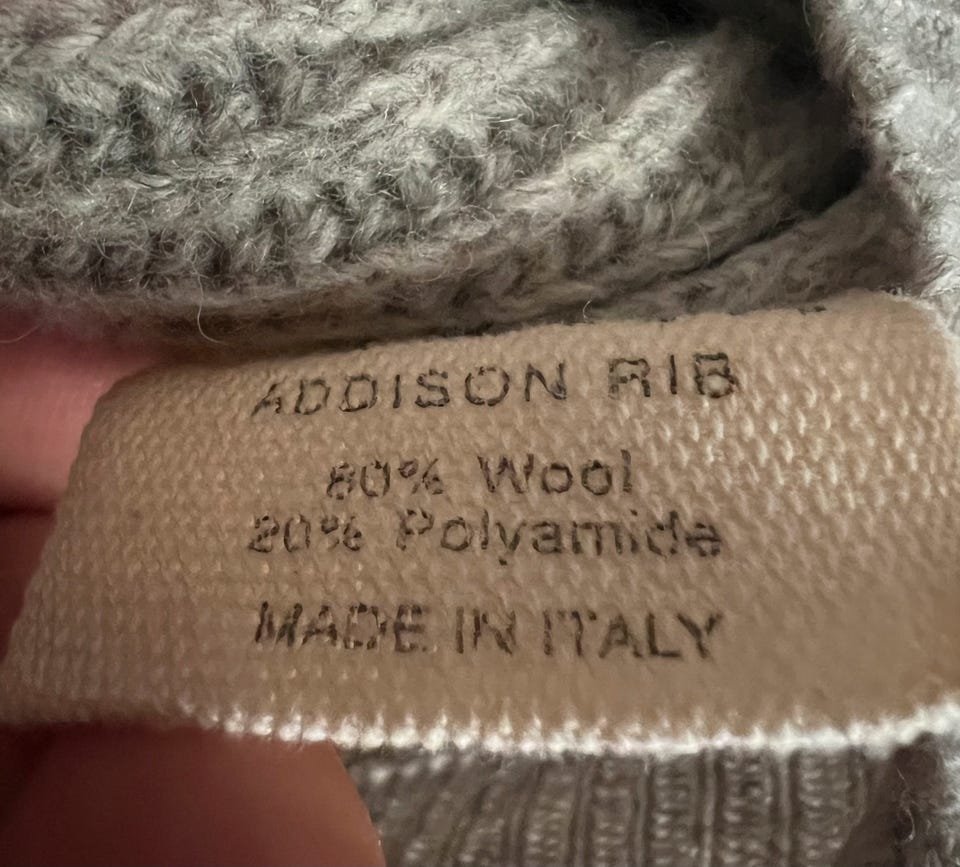 ADDISON RIB
80% Wool
20% Polyamide
MADE IN ITALY